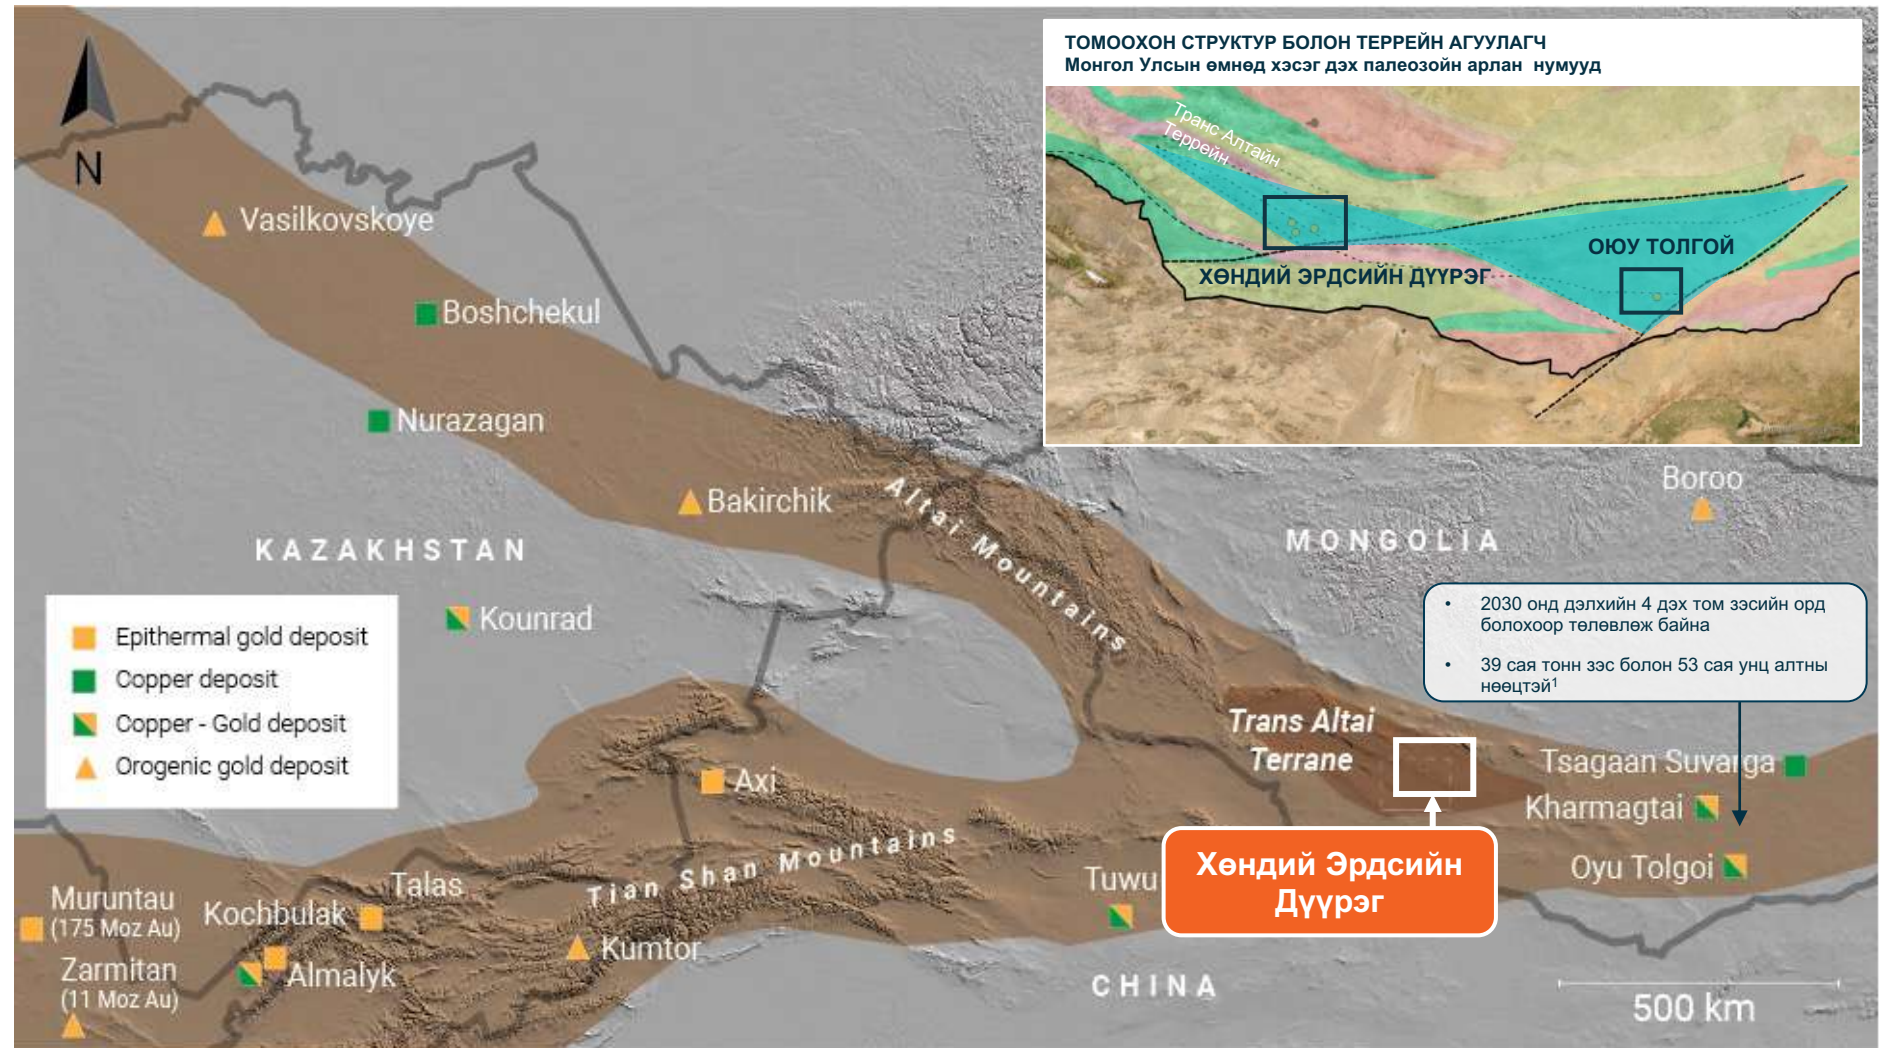 ТОМООХОН СТРУКТУР БОЛОН ТЕРРЕЙН АГУУЛАГЧ
Монгол Улсын өмнөд хэсэг дэх палеозойн арлан нумууд
Транс Алтайн
Террейн
ОЮУ ТОЛГОЙ
ХӨНДИЙ ЭРДСИЙН ДҮҮРЭГ
N
Vasilkovskoye
Boshchekul
Nurazagan
Bakirchik
Altai Mountains
Boroo
KAZAKHSTAN
MONGOLIA
Kounrad
Epithermal gold deposit
Copper deposit
Copper - Gold deposit
Orogenic gold deposit
• 2030 онд дэлхийн 4 дэх том зэсийн орд
болохоор төлөвлөж байна
• 39 сая тонн зэс болон 53 сая унц алтны
нөөцтэй¹
Trans Altai
Terrane
Tsagaan Suvarga
Axi
Kharmagtai
Tian Shan Mountains
Хөндий Эрдсийн
Дүүрэг
Oyu Tolgoi
Tuwu
Talas
Muruntau
(175 Moz Au)
Kochbulak
Kumtor
Zarmitan
(11 Moz Au)
Almalyk
CHINA
500 km